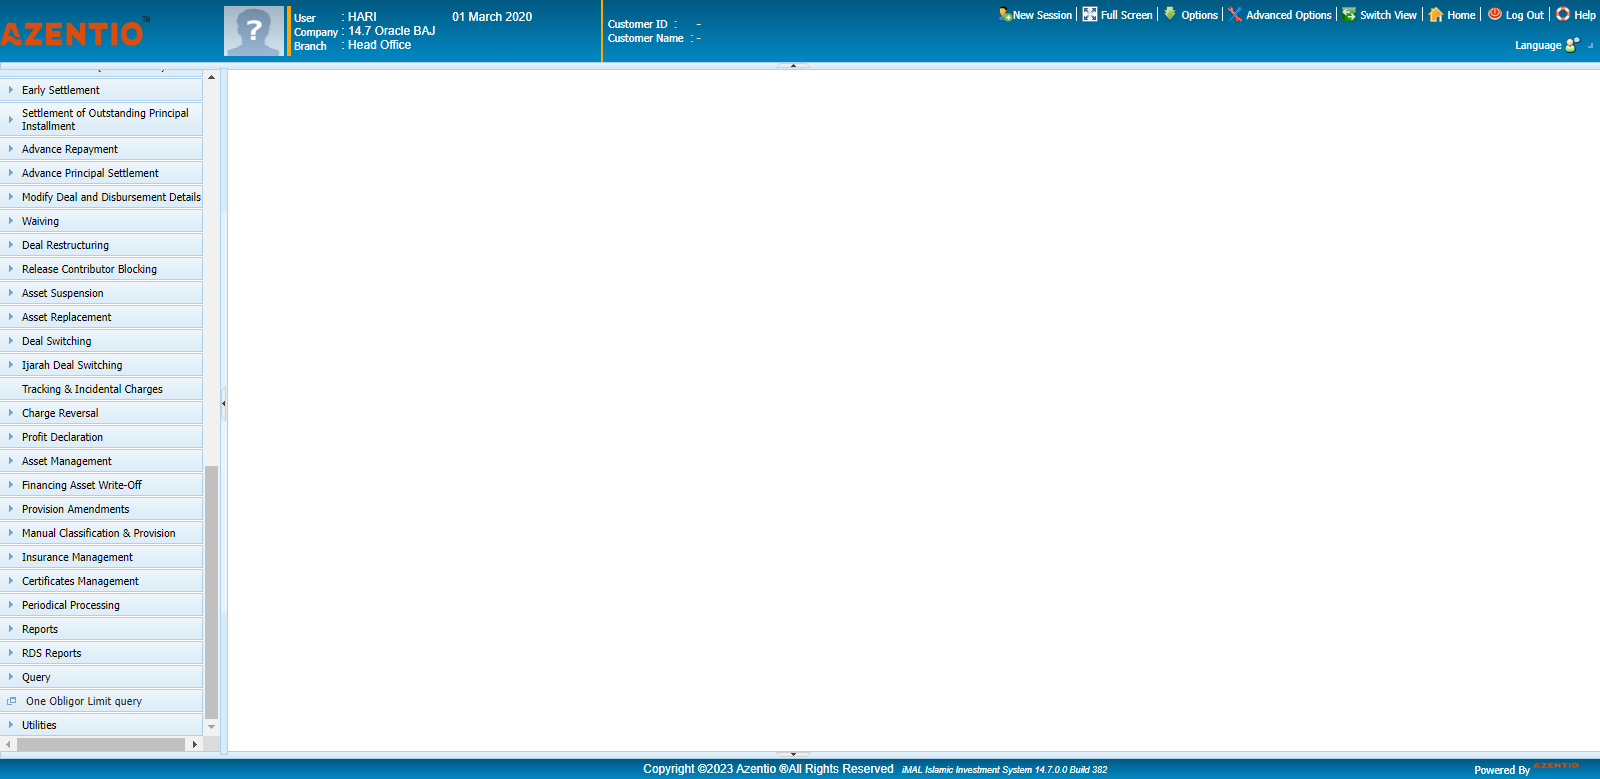 AZENTIO™
User : HARI 01 March 2020
Company : 14.7 Oracle BAJ
Branch : Head Office
Customer ID : -
Customer Name : -
New Session | Full Screen | Options | Advanced Options | Switch View | Home | Log Out | Help
Language
Early Settlement
Settlement of Outstanding Principal
Installment
Advance Repayment
Advance Principal Settlement
Modify Deal and Disbursement Details
Waiving
Deal Restructuring
Release Contributor Blocking
Asset Suspension
Asset Replacement
Deal Switching
Ijarah Deal Switching
Tracking & Incidental Charges
Charge Reversal
Profit Declaration
Asset Management
Financing Asset Write-Off
Provision Amendments
Manual Classification & Provision
Insurance Management
Certificates Management
Periodical Processing
Reports
RDS Reports
Query
One Obligor Limit query
Utilities
Copyright ©2023 Azentio ®All Rights Reserved iMAL Islamic Investment System 14.7.0.0 Build 382
Powered By AZENTIO